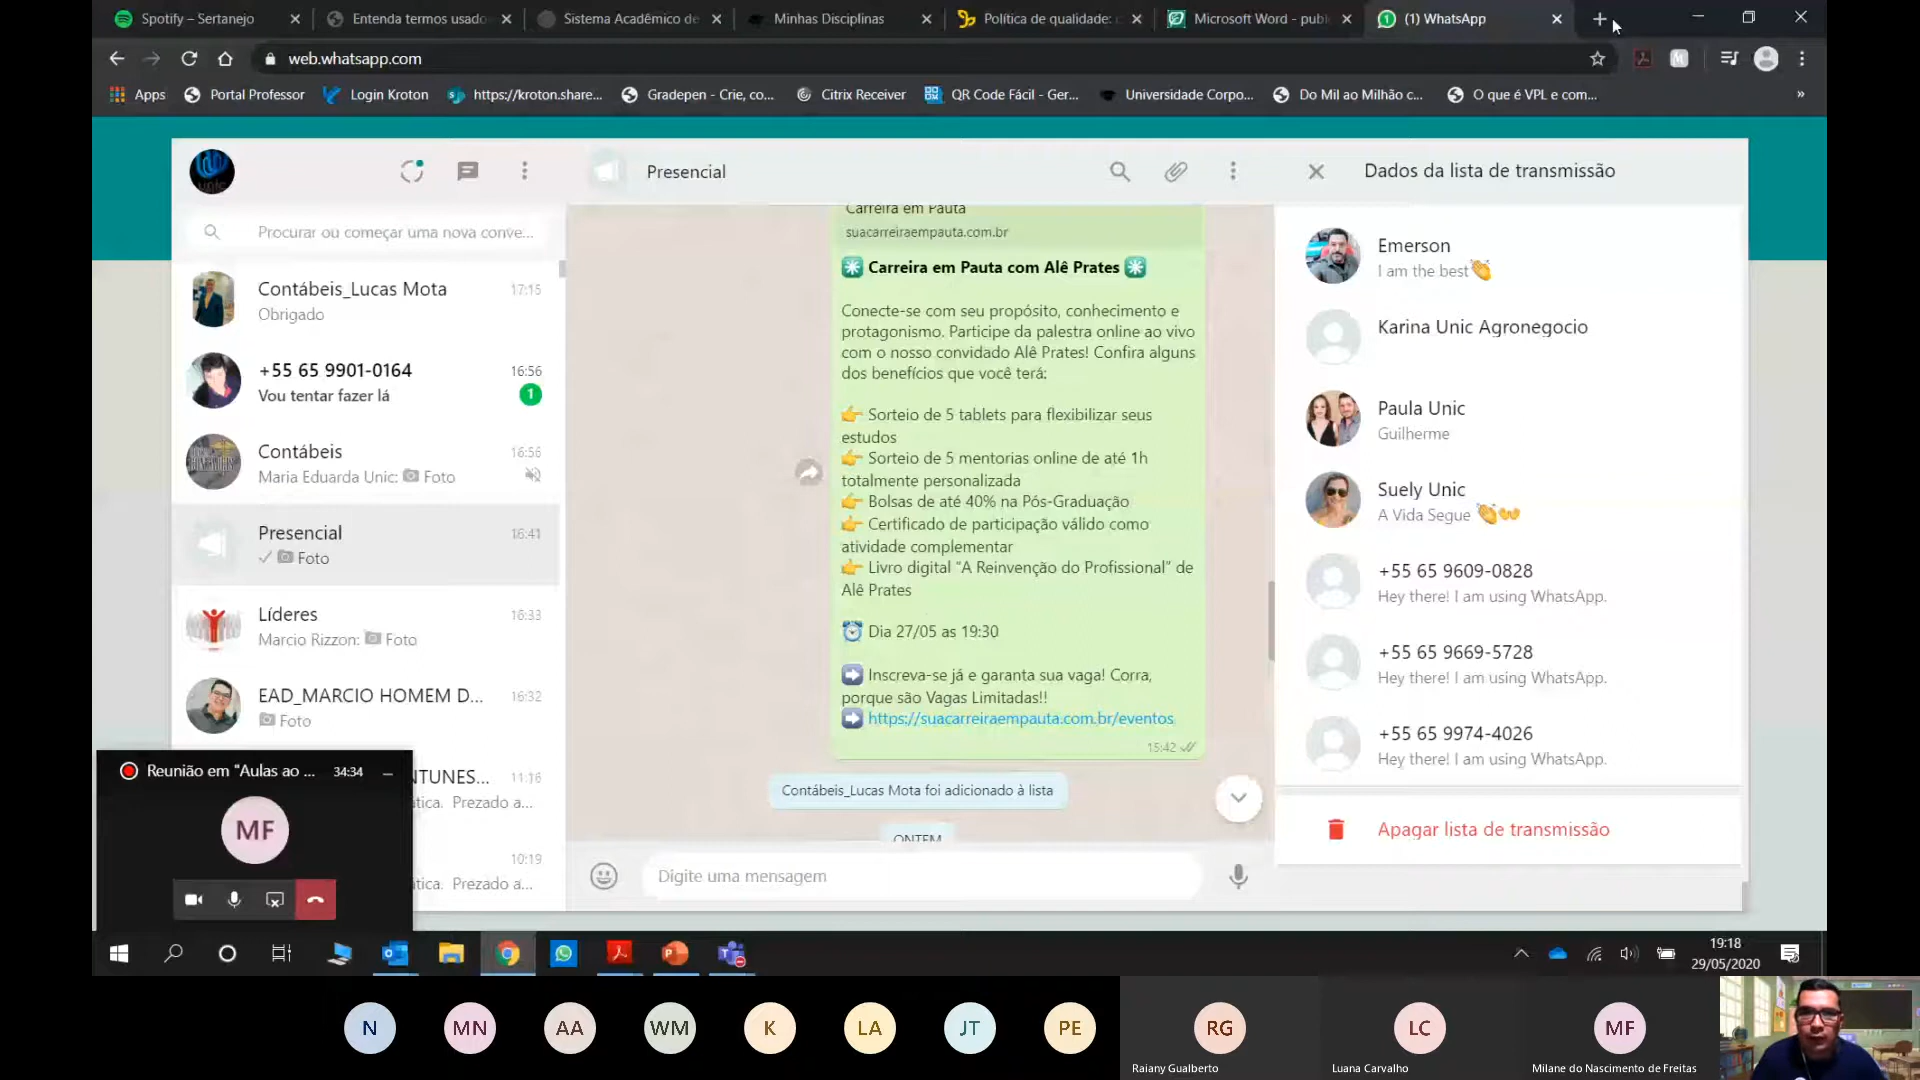 Spotify – Sertanejo
Entenda termos usado
Sistema Acadêmico de
Minhas Disciplinas
Política de qualidade: c
Microsoft Word - publ
(1) WhatsApp
web.whatsapp.com
Apps
Portal Professor
Login Kroton
https://kroton.share...
Gradepen - Crie, co...
Citrix Receiver
QR Code Fácil - Ger...
Universidade Corpo...
Do Mil ao Milhão c...
O que é VPL e com...
»
Presencial
Dados da lista de transmissão
Procurar ou começar uma nova conve...
Contábeis_Lucas Mota
17:15
Obrigado
+55 65 9901-0164
16:56
Vou tentar fazer lá
1
Contábeis
16:56
Maria Eduarda Unic: Foto
Presencial
16:41
Foto
Líderes
16:33
Marcio Rizzon: Foto
EAD_MARCIO HOMEM D...
16:32
Foto
NTUNES...
11:16
tica. Prezado a...
10:19
tica. Prezado a...
Carreira em Pauta
suacarreiraempauta.com.br
Carreira em Pauta com Alê Prates
Conecte-se com seu propósito, conhecimento e
protagonismo. Participe da palestra online ao vivo
com o nosso convidado Alê Prates! Confira alguns
dos benefícios que você terá:
Sorteio de 5 tablets para flexibilizar seus
estudos
Sorteio de 5 mentorias online de até 1h
totalmente personalizada
Bolsas de até 40% na Pós-Graduação
Certificado de participação válido como
atividade complementar
Livro digital "A Reinvenção do Profissional" de
Alê Prates
Dia 27/05 as 19:30
Inscreva-se já e garanta sua vaga! Corra,
porque são Vagas Limitadas!!
https://suacarreiraempauta.com.br/eventos
15:42
Contábeis_Lucas Mota foi adicionado à lista
ONTEM
Digite uma mensagem
Emerson
I am the best
Karina Unic Agronegocio
Paula Unic
Guilherme
Suely Unic
A Vida Segue
+55 65 9609-0828
Hey there! I am using WhatsApp.
+55 65 9669-5728
Hey there! I am using WhatsApp.
+55 65 9974-4026
Hey there! I am using WhatsApp.
Apagar lista de transmissão
Reunião em "Aulas ao ...
34:34
MF
19:18
29/05/2020
N
MN
AA
WM
K
LA
JT
PE
RG
LC
MF
Raiany Gualberto
Luana Carvalho
Milane do Nascimento de Freitas